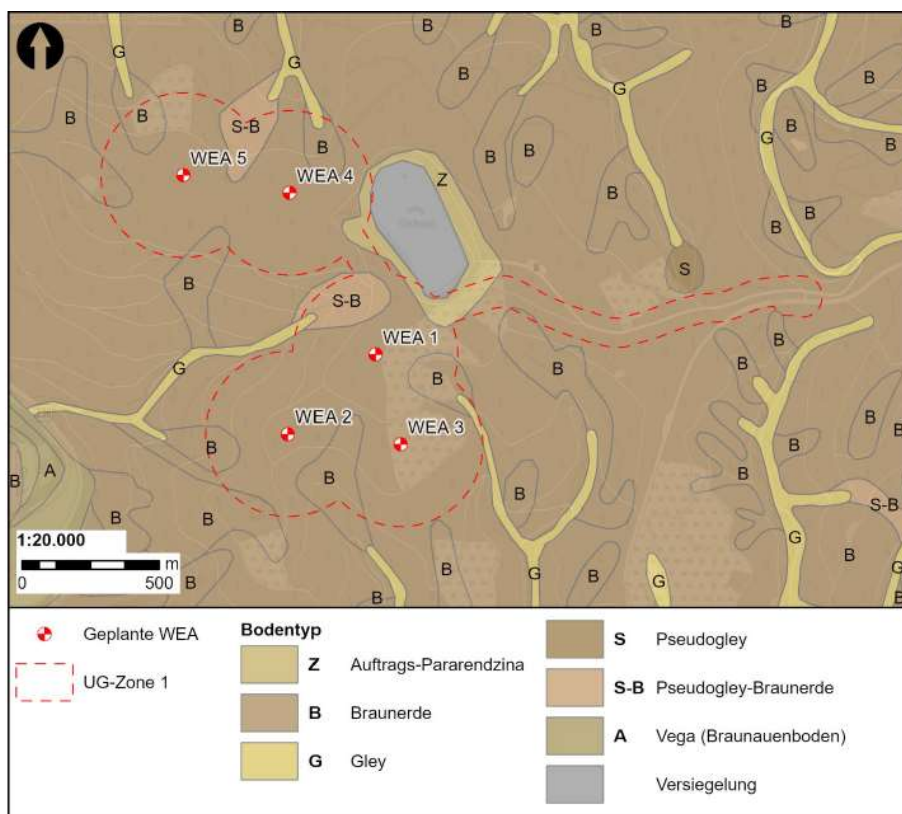 B
B
B
B
G
G
G
B
B
B
B
B
B
B
S-B
B
B
G
B
WEA 5
WEA 4
Z
B
B
B
B
B
S
S-B
WEA 1
G
B
B
B
B
WEA 2
WEA 3
B
B
B
B
B
A
B
B
B
S-B
B
B
B
G
1:20.000
m
0
500
B
B
B
G
B
G
B
G
B
Geplante WEA
UG-Zone 1
Bodentyp
Z Auftrags-Pararendzina
B Braunerde
G Gley
S Pseudogley
S-B Pseudogley-Braunerde
A Vega (Braunauenboden)
Versiegelung